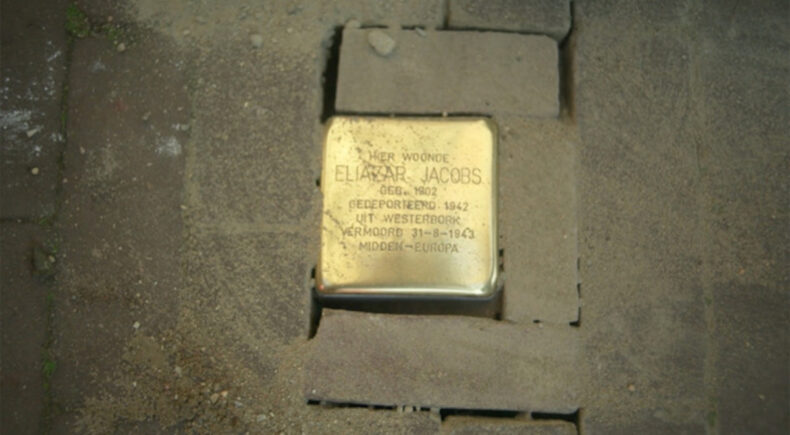 HIER WOONDE
ELIAZAR JACOBS
GEB. 1902
GEDEPORTEERD 1942
UIT WESTERBORK
VERMOORD 31-8-1943
MIDDEN-EUROPA